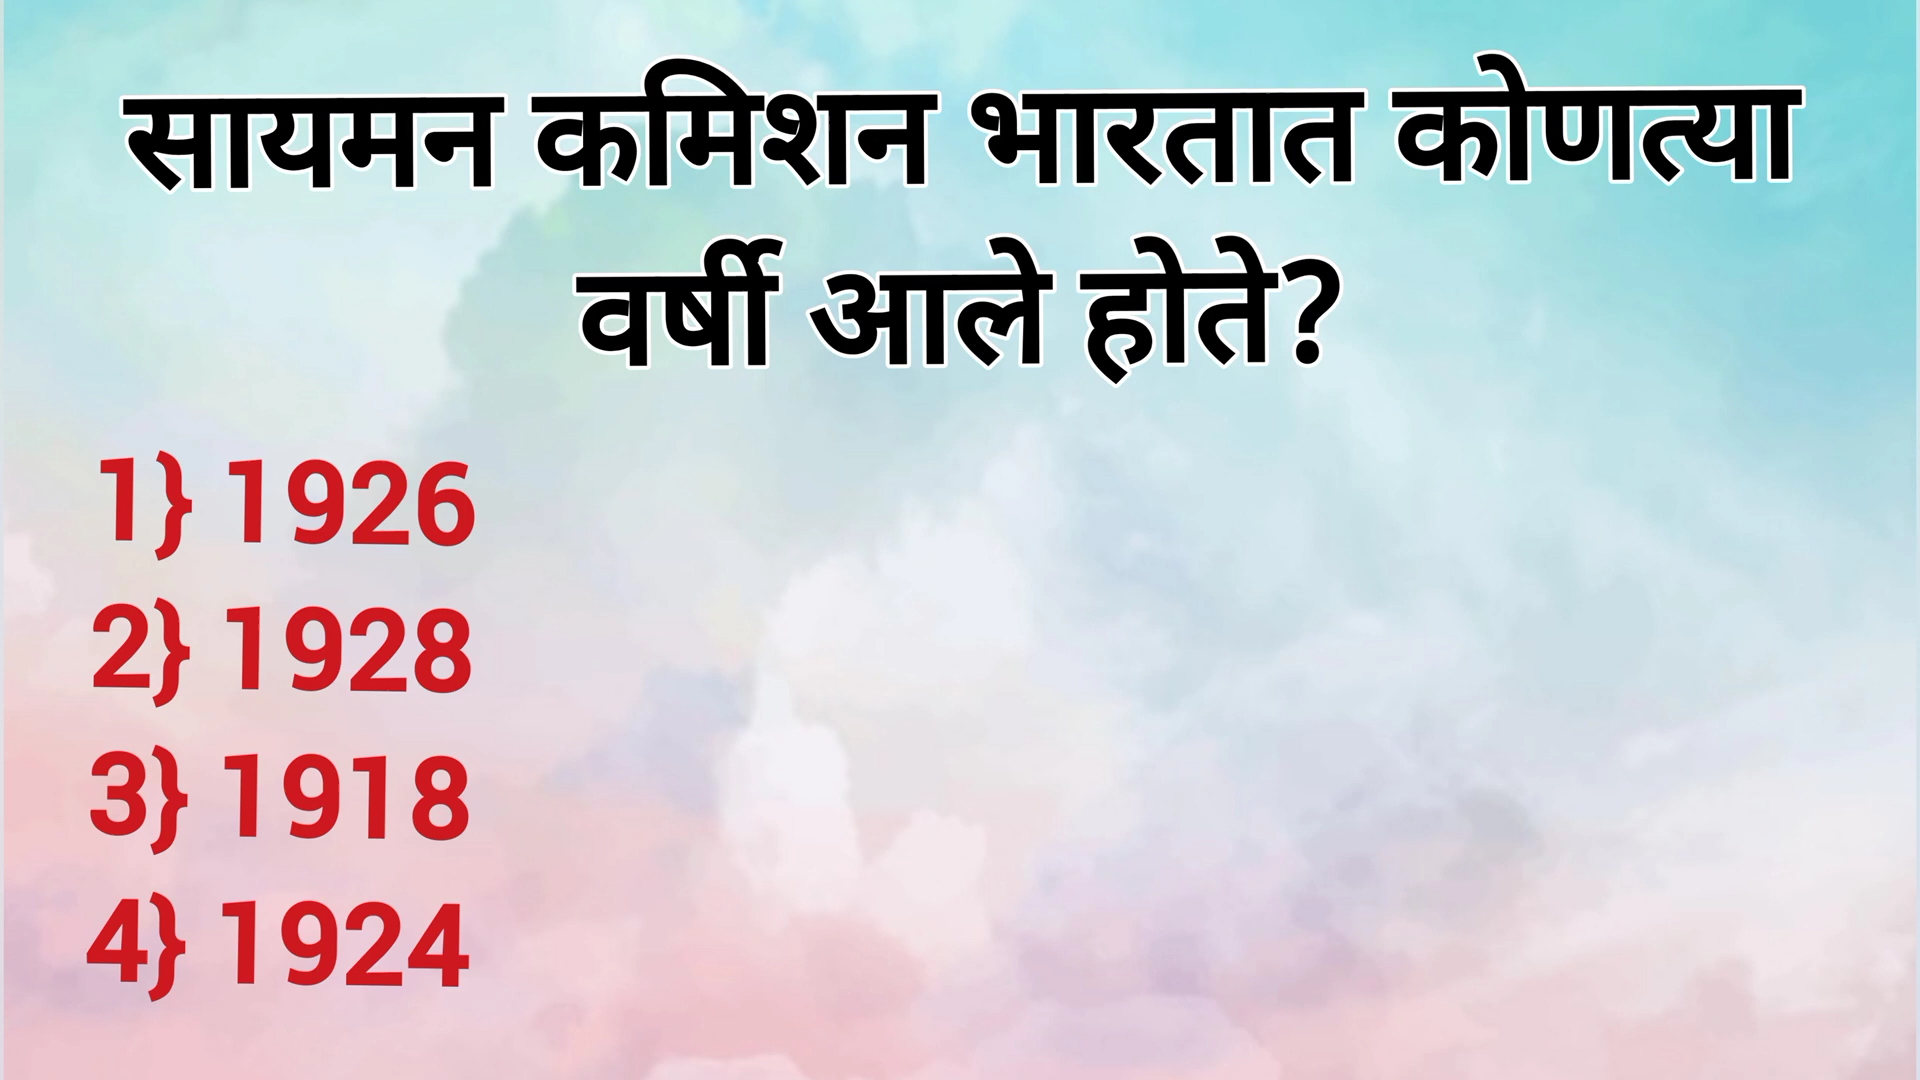 सायमन कमिशन भारतात कोणत्या
वर्षी आले होते?
1} 1926
2} 1928
3} 1918
4} 1924